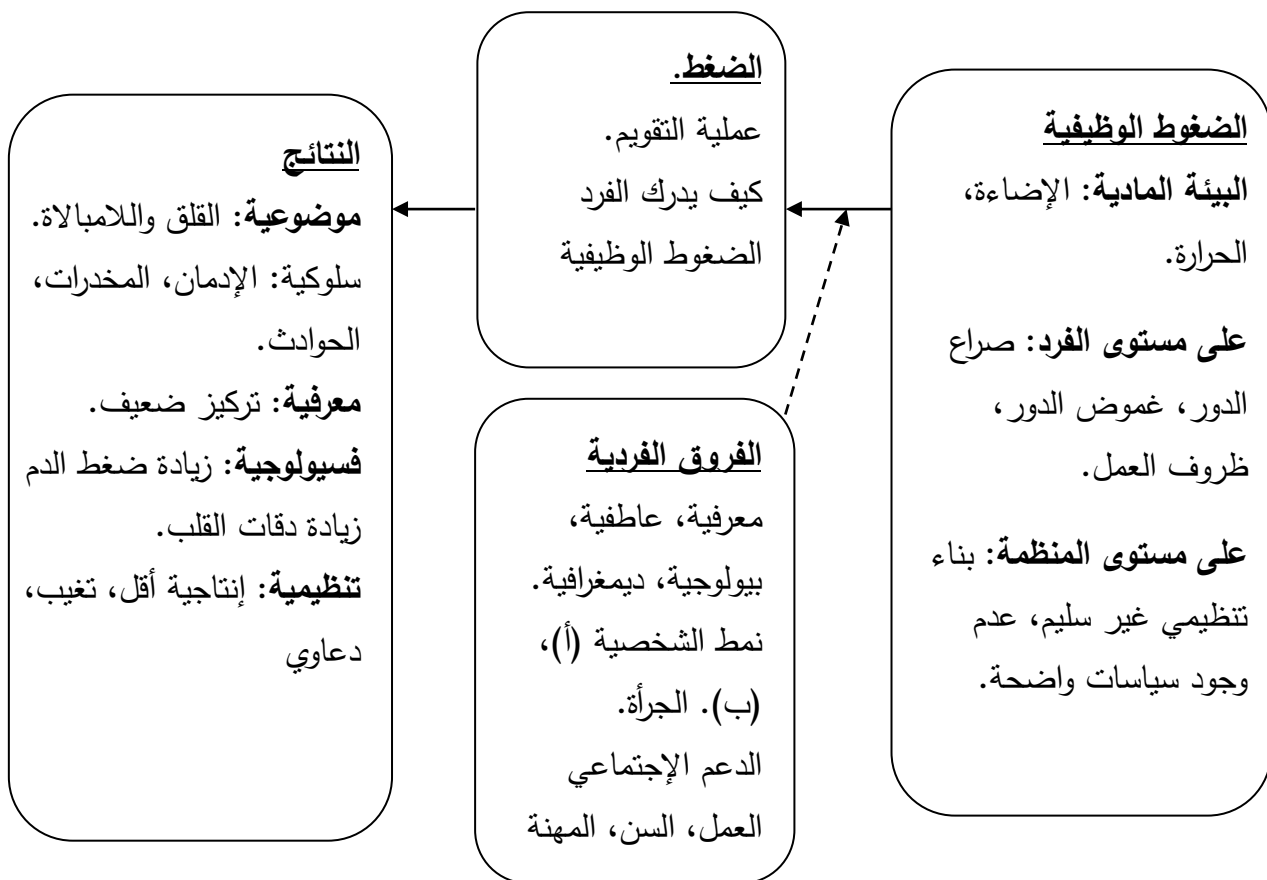 الضغوط الوظيفية
البيئة المادية: الإضاءة،
الحرارة.
على مستوى الفرد: صراع
الدور، غموض الدور،
ظروف العمل.
على مستوى المنظمة: بناء
تنظيمي غير سليم، عدم
وجود سياسات واضحة.
الضغط.
عملية التقويم.
كيف يدرك الفرد
الضغوط الوظيفية
الفروق الفردية
معرفية، عاطفية،
بيولوجية، ديمغرافية.
نمط الشخصية (أ)،
(ب). الجرأة.
الدعم الإجتماعي
العمل، السن، المهنة
النتائج
موضوعية: القلق واللامبالاة.
سلوكية: الإدمان، المخدرات،
الحوادث.
معرفية: تركيز ضعيف.
فسيولوجية: زيادة ضغط الدم
زيادة دقات القلب.
تنظيمية: إنتاجية أقل، تغيب،
دعاوي